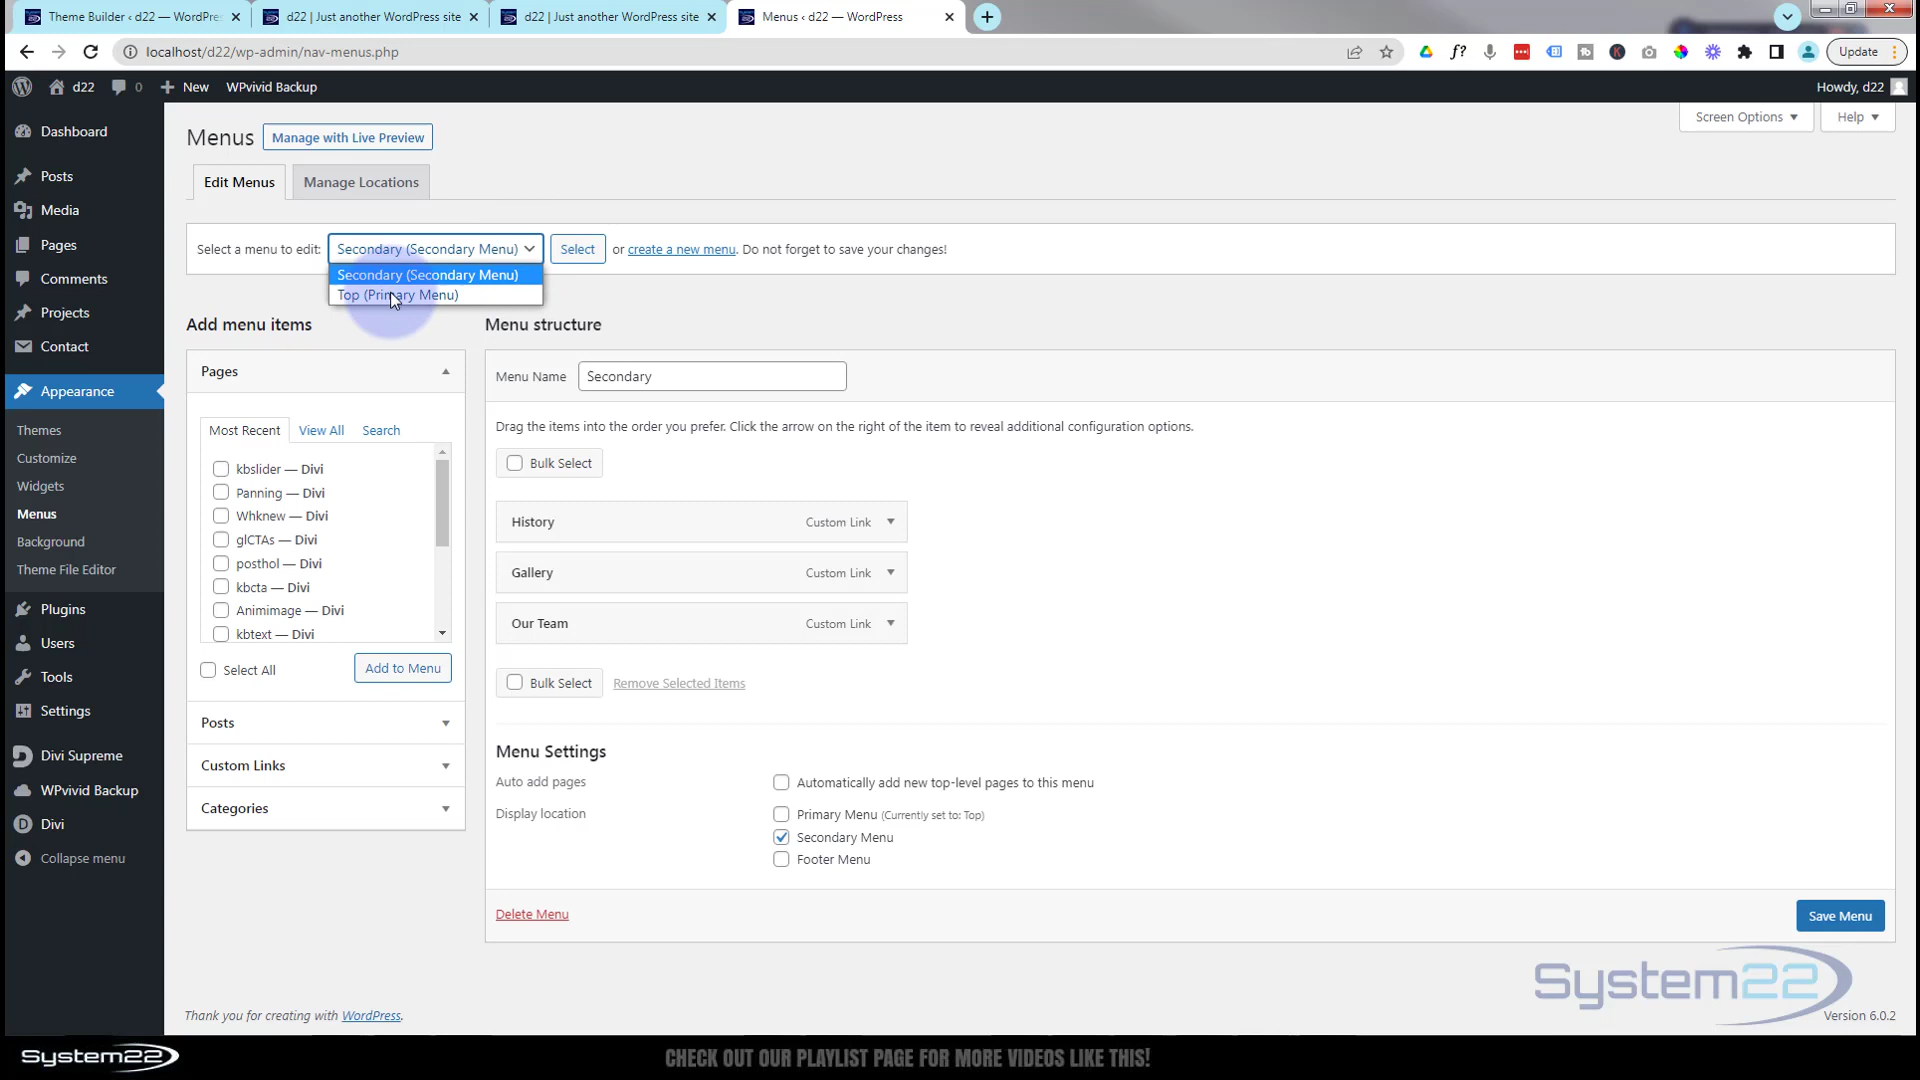 Theme Builder ‹ d22 — WordPre
d22 | Just another WordPress site
d22 | Just another WordPress site
Menus ‹ d22 — WordPress
localhost/d22/wp-admin/nav-menus.php
Update
d22
0
New
WPvivid Backup
Howdy, d22
Dashboard
Posts
Media
Pages
Comments
Projects
Contact
Appearance
Themes
Customize
Widgets
Menus
Background
Theme File Editor
Plugins
Users
Tools
Settings
Divi Supreme
WPvivid Backup
Divi
Collapse menu
Screen Options
Help
Menus
Manage with Live Preview
Edit Menus
Manage Locations
Select a menu to edit: Secondary (Secondary Menu) Select or create a new menu. Do not forget to save your changes!
Secondary (Secondary Menu)
Top (Primary Menu)
Add menu items
Pages
Most Recent View All Search
kbslider — Divi
Panning — Divi
Whknew — Divi
glCTAs — Divi
posthol — Divi
kbcta — Divi
Animimage — Divi
kbtext — Divi
Select All
Add to Menu
Posts
Custom Links
Categories
Menu structure
Menu Name Secondary
Drag the items into the order you prefer. Click the arrow on the right of the item to reveal additional configuration options.
Bulk Select
History Custom Link
Gallery Custom Link
Our Team Custom Link
Bulk Select Remove Selected Items
Menu Settings
Auto add pages Automatically add new top-level pages to this menu
Display location Primary Menu (Currently set to: Top)
Secondary Menu
Footer Menu
Delete Menu
Save Menu
System22
Thank you for creating with WordPress.
Version 6.0.2
System22
CHECK OUT OUR PLAYLIST PAGE FOR MORE VIDEOS LIKE THIS!